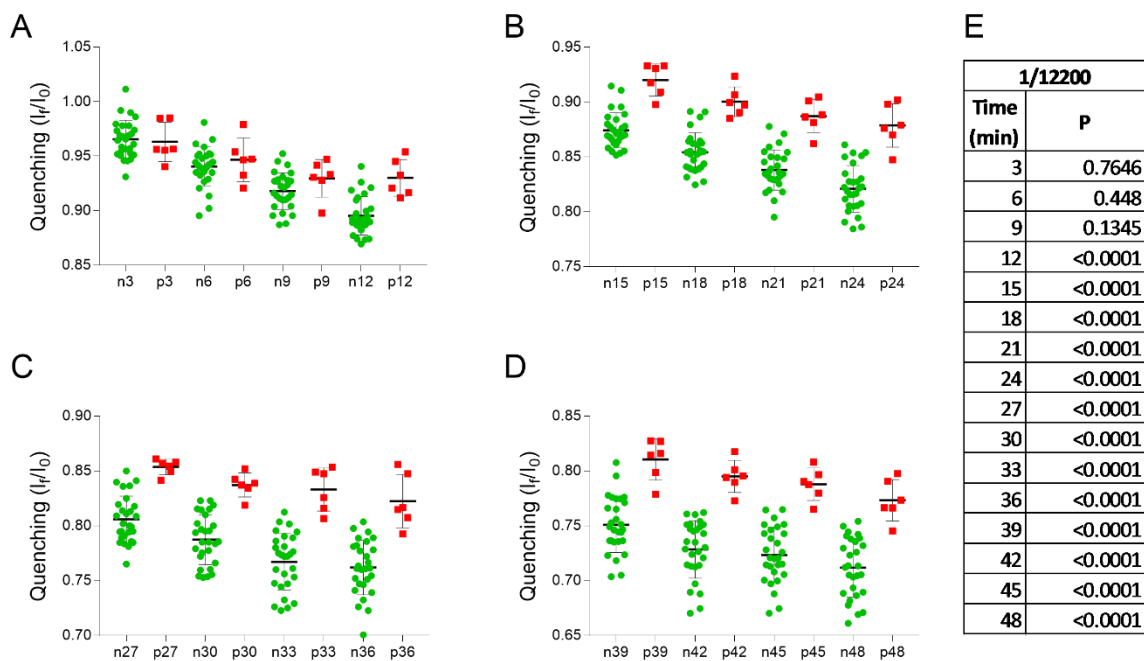 A
Quenching (If/I0)
1.05
1.00
0.95
0.90
0.85
n3 p3 n6 p6 n9 p9 n12 p12
B
Quenching (If/I0)
0.95
0.90
0.85
0.80
0.75
n15 p15 n18 p18 n21 p21 n24 p24
C
Quenching (If/I0)
0.90
0.85
0.80
0.75
0.70
n27 p27 n30 p30 n33 p33 n36 p36
D
Quenching (If/I0)
0.85
0.80
0.75
0.70
0.65
n39 p39 n42 p42 n45 p45 n48 p48
E
1/12200
Time
(min)
P
3 0.7646
6 0.448
9 0.1345
12 <0.0001
15 <0.0001
18 <0.0001
21 <0.0001
24 <0.0001
27 <0.0001
30 <0.0001
33 <0.0001
36 <0.0001
39 <0.0001
42 <0.0001
45 <0.0001
48 <0.0001